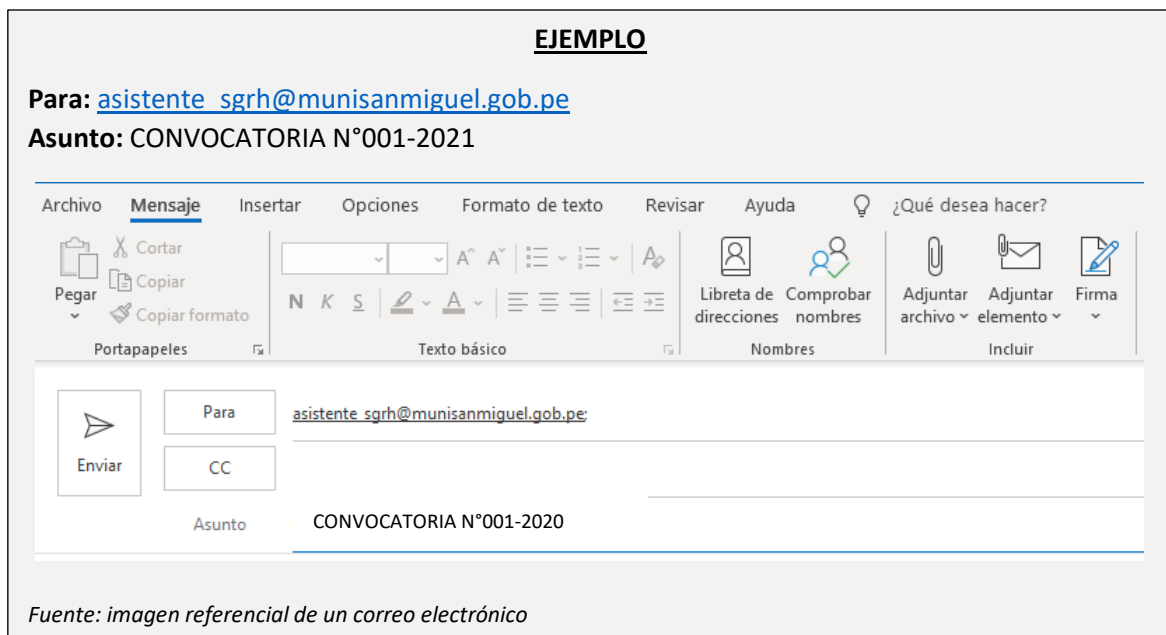 EJEMPLO
Para: asistente_sgrh@munisanmiguel.gob.pe
Asunto: CONVOCATORIA N°001-2021
Archivo Mensaje Insertar Opciones Formato de texto Revisar Ayuda ¿Qué desea hacer?
Pegar
Cortar
Copiar
Copiar formato
Portapapeles
A^ Aˇ
N K S A
Texto básico
Libreta de direcciones
Comprobar nombres
Nombres
Adjuntar archivo
Adjuntar elemento
Firma
Incluir
Enviar
Para asistente_sgrh@munisanmiguel.gob.pe;
CC
Asunto CONVOCATORIA N°001-2020
Fuente: imagen referencial de un correo electrónico